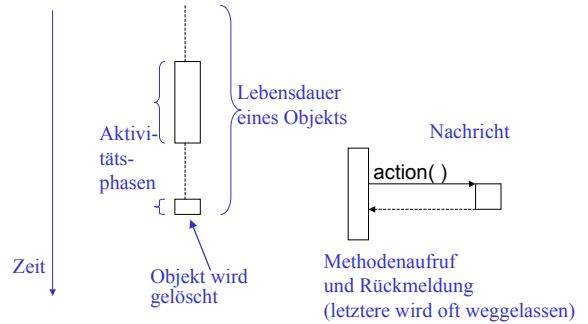 Lebensdauer
eines Objekts
Aktivi-
täts-
phasen
Nachricht
action( )
Zeit
Objekt wird
gelöscht
Methodenaufruf
und Rückmeldung
(letztere wird oft weggelassen)